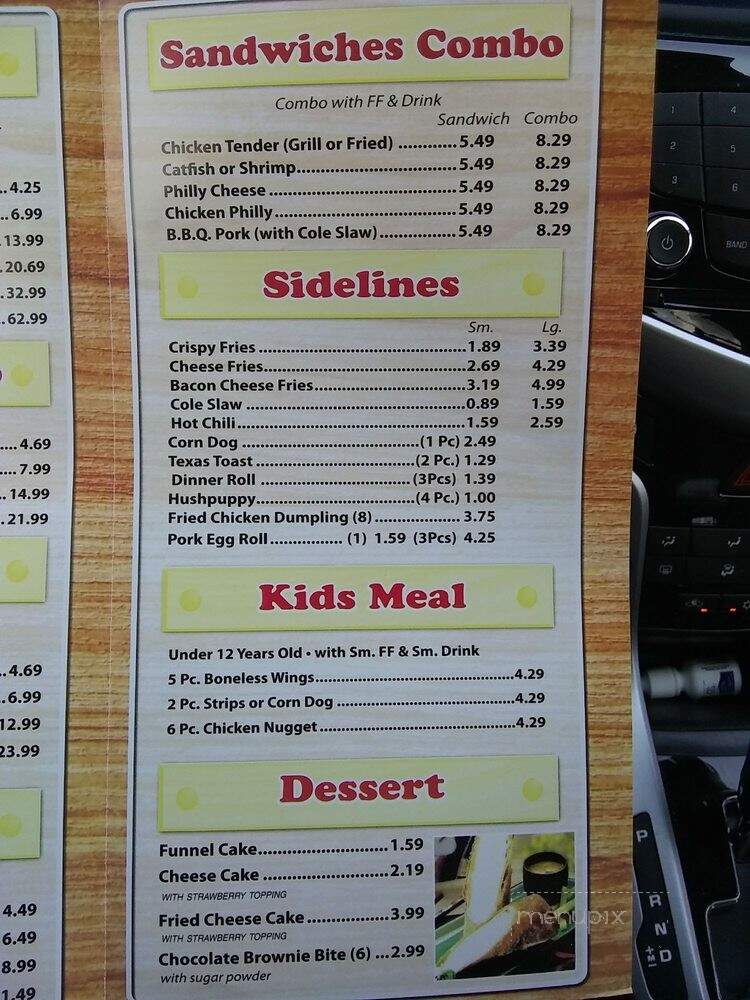 Sandwiches Combo
Combo with FF & Drink
Sandwich Combo
Chicken Tender (Grill or Fried) ............5.49 8.29
Catfish or Shrimp................................5.49 8.29
Philly Cheese ......................................5.49 8.29
Chicken Philly.....................................5.49 8.29
B.B.Q. Pork (with Cole Slaw)................5.49 8.29
Sidelines
Sm. Lg.
Crispy Fries ..........................................1.89 3.39
Cheese Fries.........................................2.69 4.29
Bacon Cheese Fries..............................3.19 4.99
Cole Slaw ............................................0.89 1.59
Hot Chili..............................................1.59 2.59
Corn Dog ...................................(1 Pc) 2.49
Texas Toast ................................(2 Pc.) 1.29
Dinner Roll ...............................(3Pcs) 1.39
Hushpuppy................................(4 Pc.) 1.00
Fried Chicken Dumpling (8).................. 3.75
Pork Egg Roll................ (1) 1.59 (3Pcs) 4.25
Kids Meal
Under 12 Years Old • with Sm. FF & Sm. Drink
5 Pc. Boneless Wings..........................................4.29
2 Pc. Strips or Corn Dog .....................................4.29
6 Pc. Chicken Nugget.........................................4.29
Dessert
Funnel Cake...........................1.59
Cheese Cake ..........................2.19
WITH STRAWBERRY TOPPING
Fried Cheese Cake .................3.99
WITH STRAWBERRY TOPPING
Chocolate Brownie Bite (6) ...2.99
with sugar powder
menupix
..4.25
..6.99
.13.99
.20.69
.32.99
.62.99
....4.69
....7.99
..14.99
..21.99
..4.69
..6.99
12.99
23.99
4.49
6.49
8.99
1.49
1
2
3
4
5
6
BAND
P
R
N
D
+
M
-